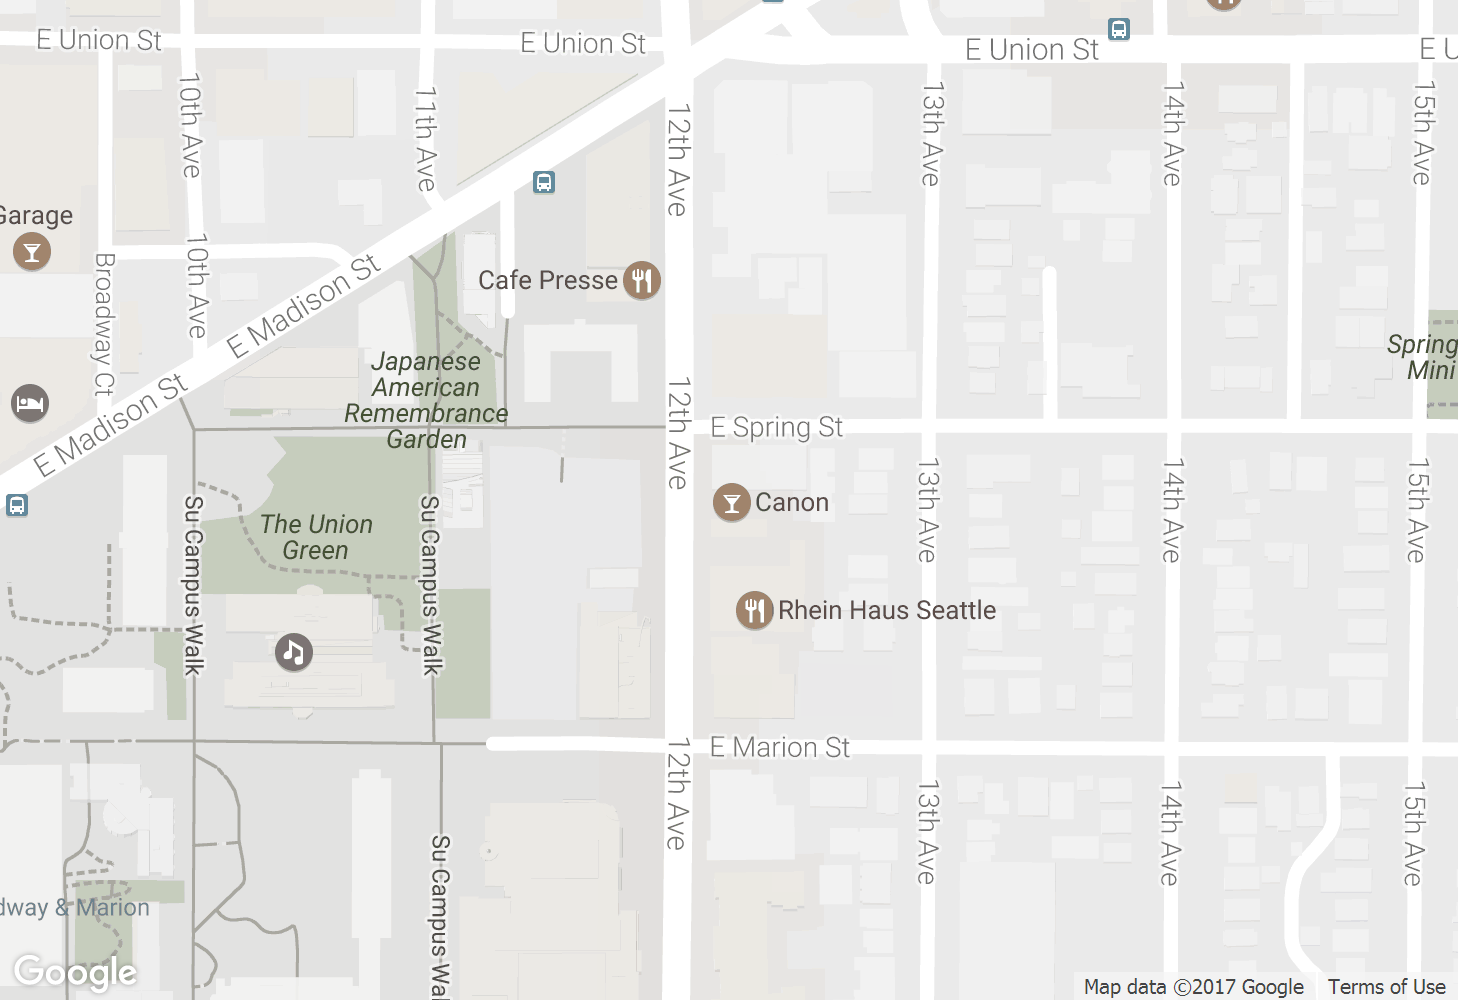 E Union St
E Union St
E Union St
E U
10th Ave
11th Ave
12th Ave
13th Ave
14th Ave
15th Ave
Garage
10th Ave
Broadway Ct
E Madison St
Cafe Presse
Japanese
American
Remembrance
Garden
Spring
Mini
E Madison St
12th Ave
E Spring St
13th Ave
14th Ave
15th Ave
Canon
Su Campus Walk
Su Campus Walk
The Union
Green
Rhein Haus Seattle
E Marion St
12th Ave
13th Ave
14th Ave
15th Ave
Su Campus Wa
dway & Marion
Google
Map data ©2017 Google
Terms of Use